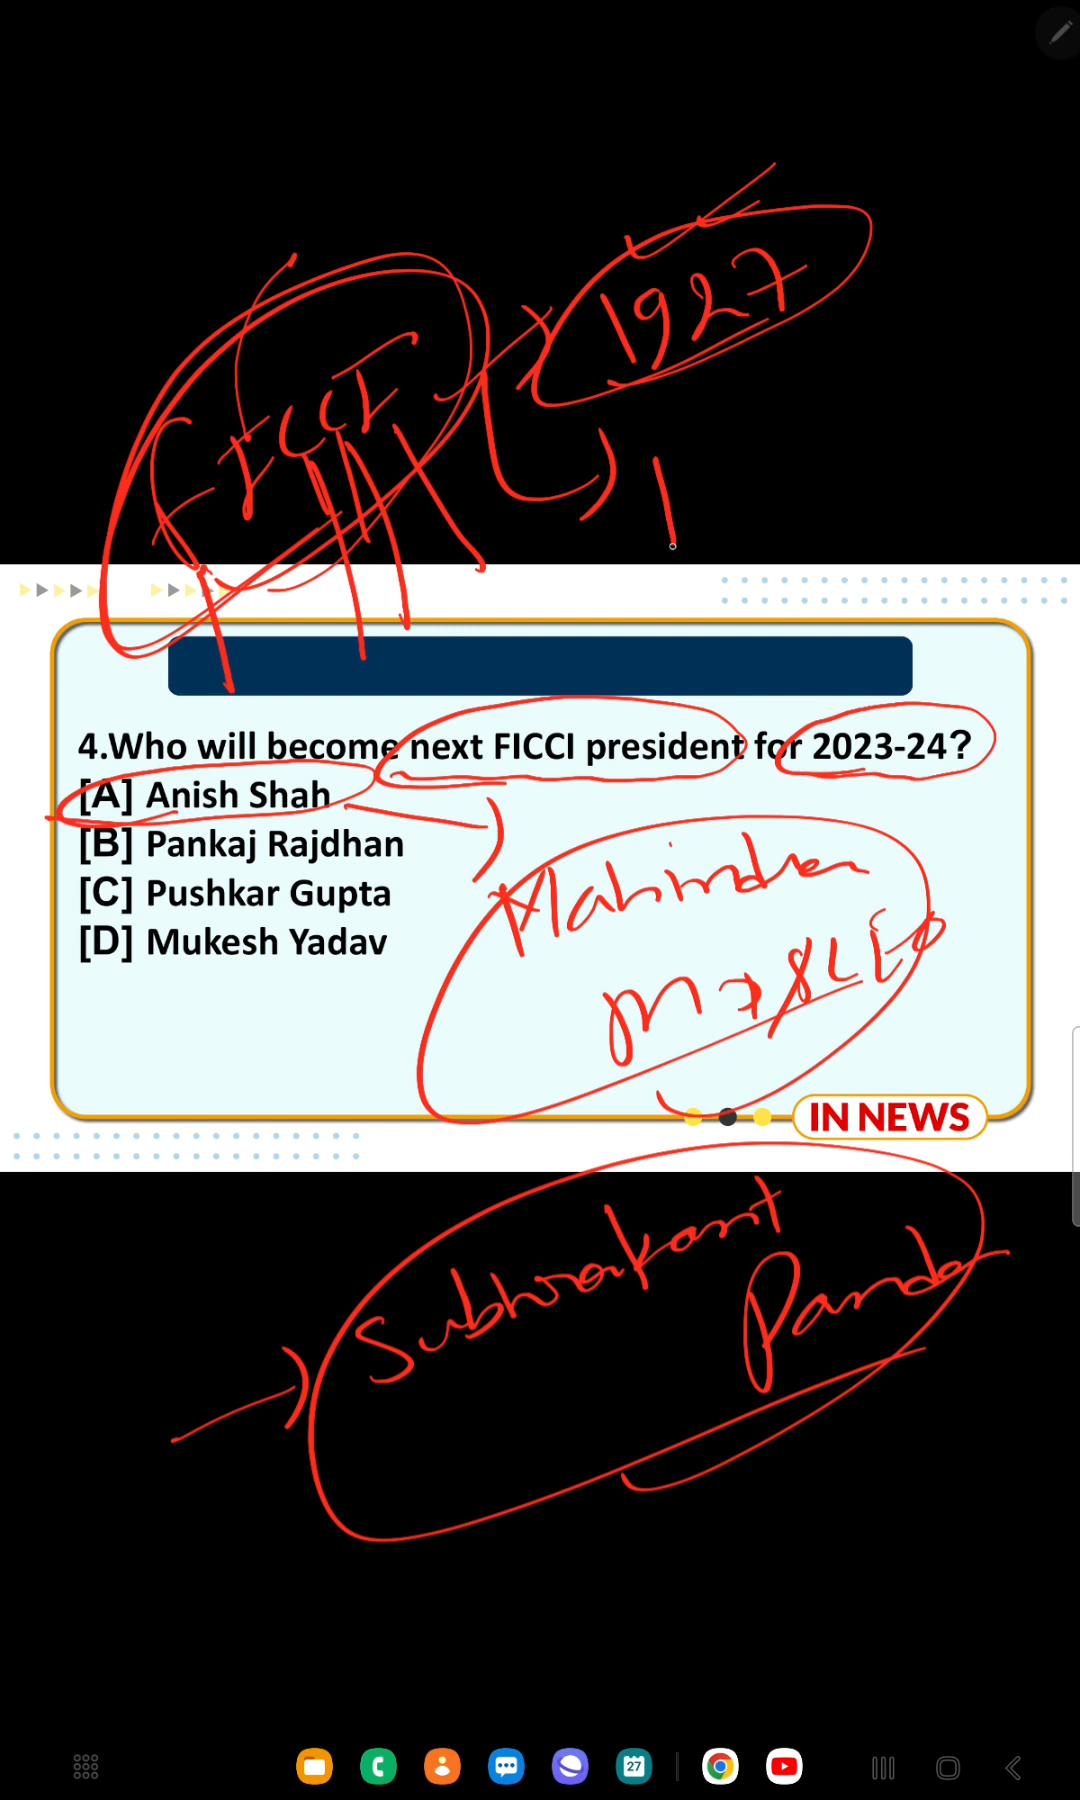 1927
FICCI
4.Who will become next FICCI president for 2023-24?
[A] Anish Shah
[B] Pankaj Rajdhan
[C] Pushkar Gupta
[D] Mukesh Yadav
Mahindra
IN NEWS
Subhrakant
Panda
27